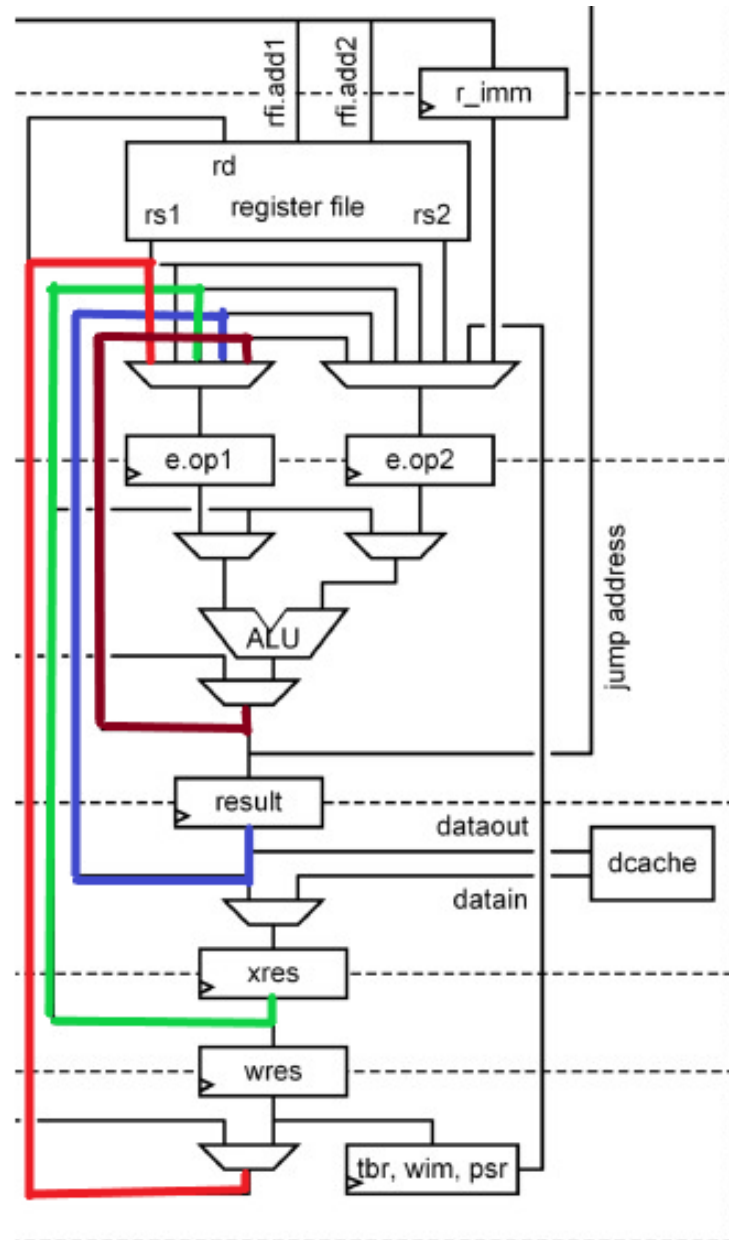 rfi.add1
rfi.add2
r_imm
rd
register file
rs1
rs2
e.op1
e.op2
ALU
jump address
result
dataout
dcache
datain
xres
wres
tbr, wim, psr